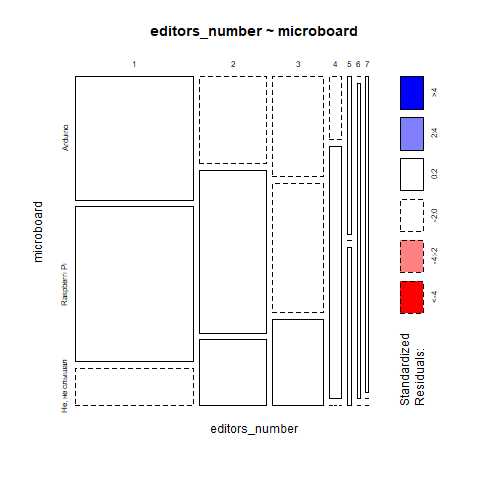 editors_number ~ microboard
1 2 3 4 5 6 7
Arduino
Raspberri Pi
microboard
editors_number
>4
2:4
0:2
-2:0
-4:-2
<-4
Standardized
Residuals: